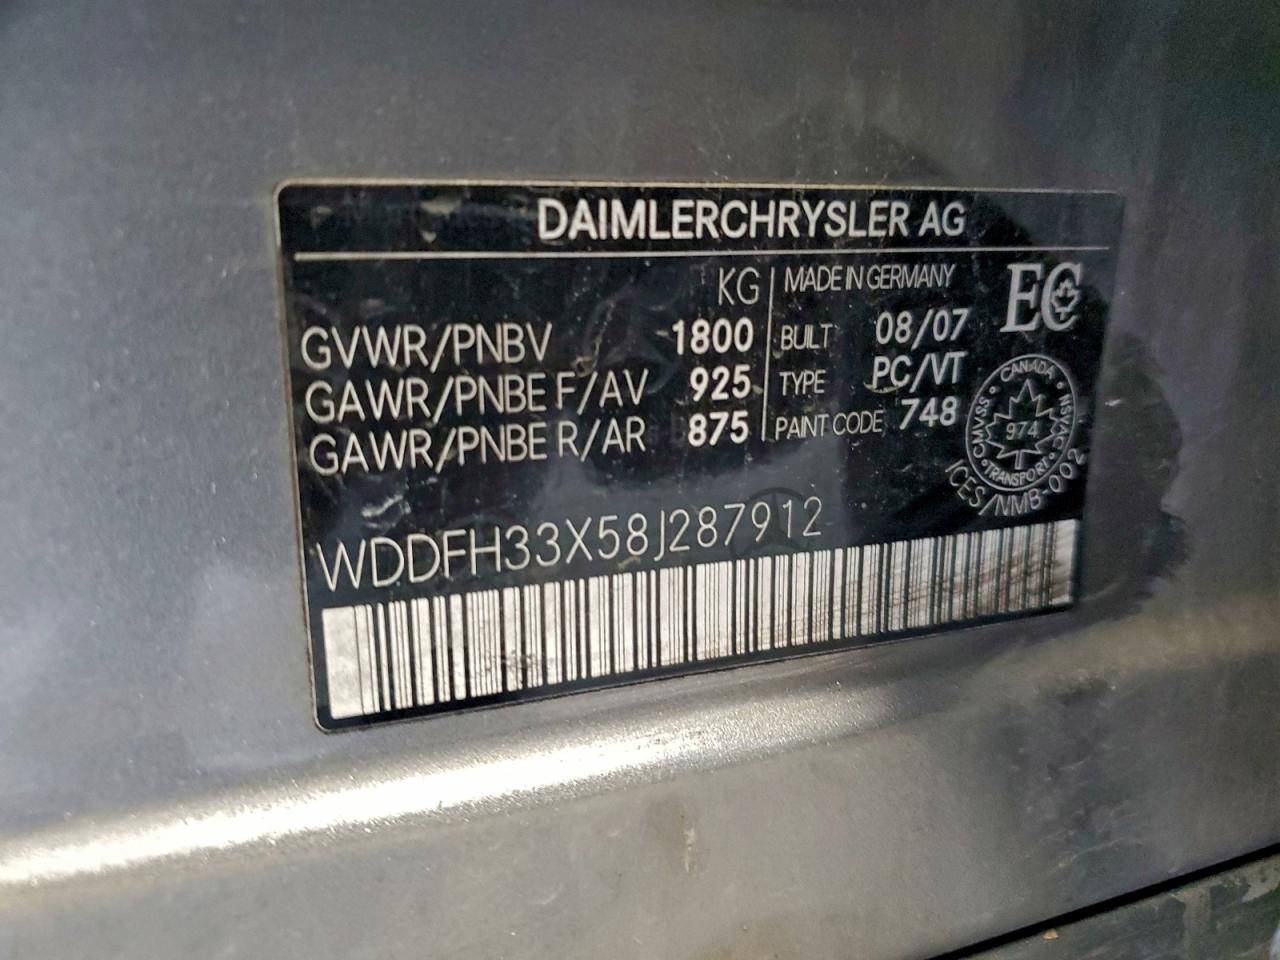 DAIMLERCHRYSLER AG
KG
GVWR/PNBV 1800
GAWR/PNBE F/AV 925
GAWR/PNBE R/AR 875
MADE IN GERMANY
BUILT 08/07
TYPE PC/VT
PAINT CODE 748
EC
CANADA
CMVSS NSVAC
974
TRANSPORT
ICES/NMB-002
WDDFH33X58J287912